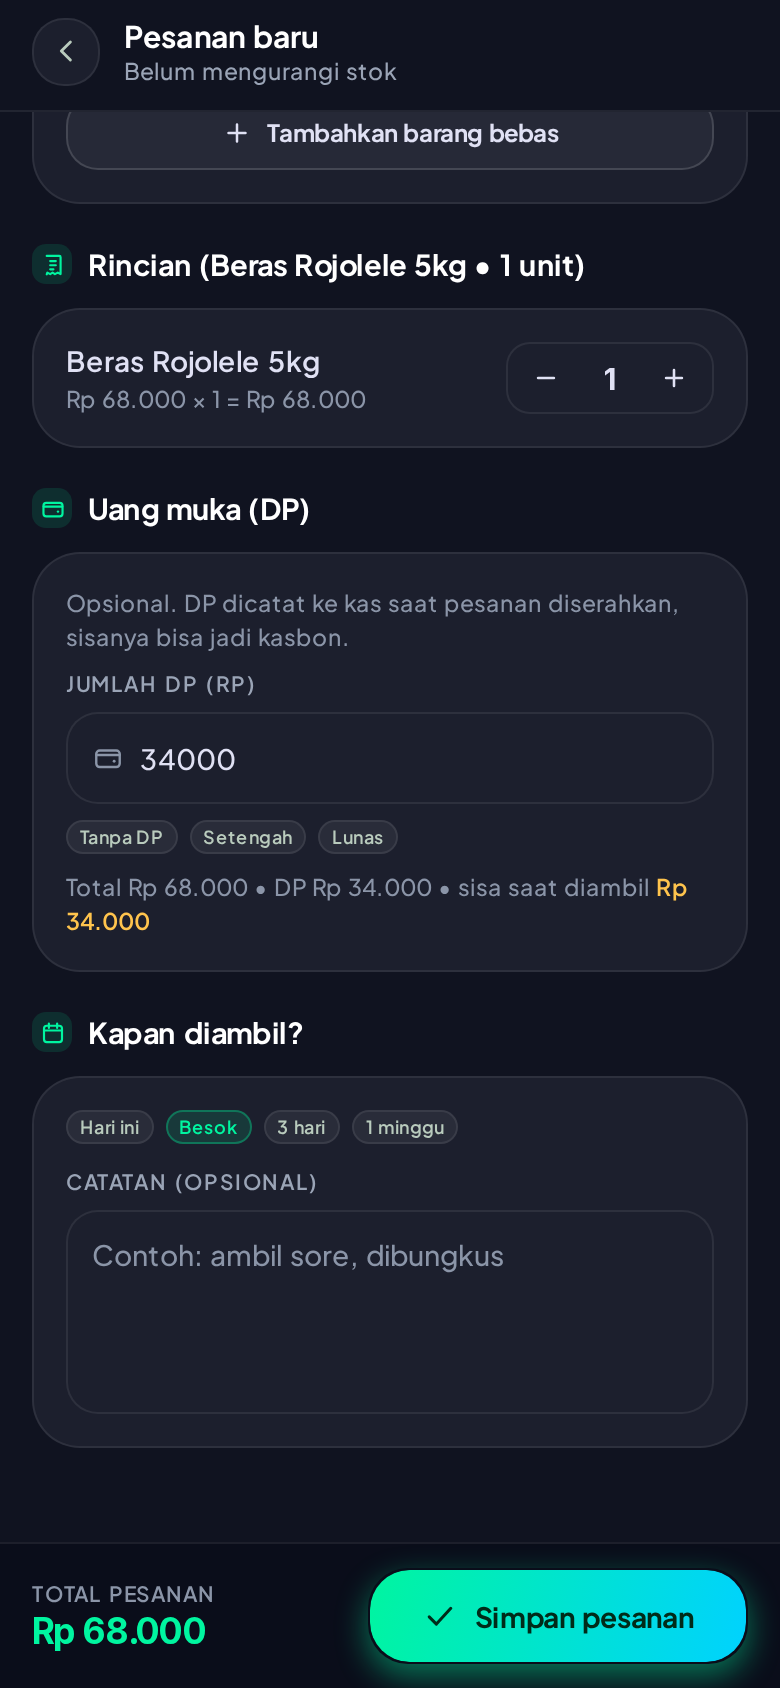 Pesanan baru
Belum mengurangi stok
Tambahkan barang bebas
Rincian (Beras Rojolele 5kg • 1 unit)
Beras Rojolele 5kg
Rp 68.000 × 1 = Rp 68.000
− 1 +
Uang muka (DP)
Opsional. DP dicatat ke kas saat pesanan diserahkan,
sisanya bisa jadi kasbon.
JUMLAH DP (RP)
34000
Tanpa DP Setengah Lunas
Total Rp 68.000 • DP Rp 34.000 • sisa saat diambil Rp
34.000
Kapan diambil?
Hari ini Besok 3 hari 1 minggu
CATATAN (OPSIONAL)
Contoh: ambil sore, dibungkus
TOTAL PESANAN
Rp 68.000
Simpan pesanan